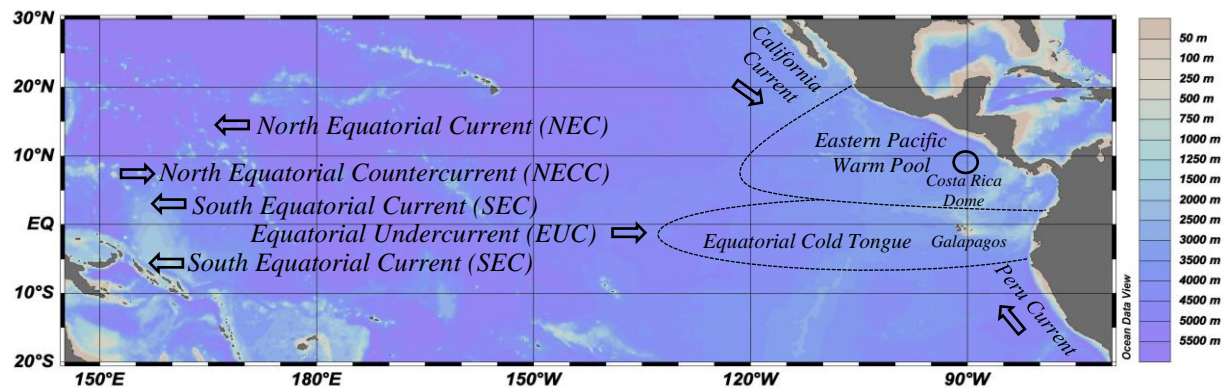 30°N
20°N
10°N
EQ
10°S
20°S
150°E
180°E
150°W
120°W
90°W
California
Current
North Equatorial Current (NEC)
North Equatorial Countercurrent (NECC)
South Equatorial Current (SEC)
Equatorial Undercurrent (EUC)
South Equatorial Current (SEC)
Eastern Pacific
Warm Pool
Costa Rica
Dome
Equatorial Cold Tongue
Galapagos
Peru Current
Ocean Data View
50 m
100 m
250 m
500 m
750 m
1000 m
1250 m
1500 m
2000 m
2500 m
3000 m
3500 m
4000 m
4500 m
5000 m
5500 m